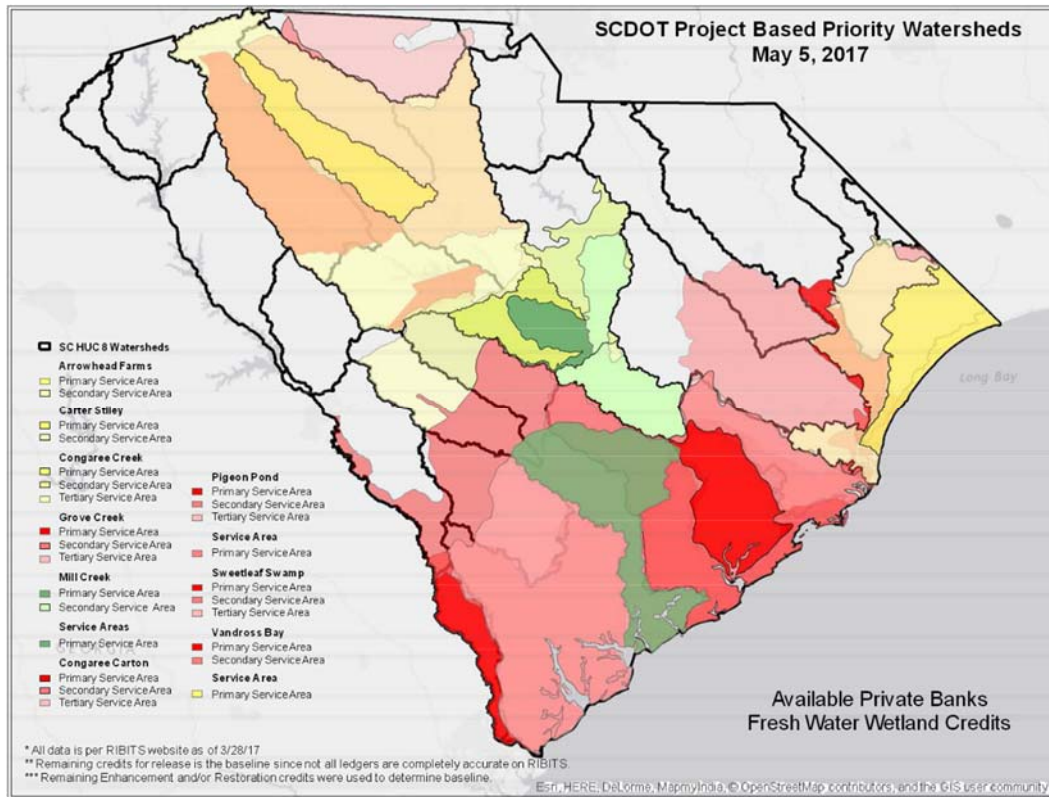 SCDOT Project Based Priority Watersheds
May 5, 2017
Long Bay
SC HUC 8 Watersheds
Arrowhead Farms
Primary Service Area
Secondary Service Area
Carter Stilley
Primary Service Area
Secondary Service Area
Congaree Creek
Primary Service Area
Secondary Service Area
Tertiary Service Area
Grove Creek
Primary Service Area
Secondary Service Area
Tertiary Service Area
Mill Creek
Primary Service Area
Secondary Service Area
Service Areas
Primary Service Area
GEORGIA
Congaree Carton
Primary Service Area
Secondary Service Area
Tertiary Service Area
Pigeon Pond
Primary Service Area
Secondary Service Area
Tertiary Service Area
Service Area
Primary Service Area
Sweetleaf Swamp
Primary Service Area
Secondary Service Area
Tertiary Service Area
Vandross Bay
Primary Service Area
Secondary Service Area
Service Area
Primary Service Area
Available Private Banks
Fresh Water Wetland Credits
* All data is per RIBITS website as of 3/28/17
** Remaining credits for release is the baseline since not all ledgers are completely accurate on RIBITS.
*** Remaining Enhancement and/or Restoration credits were used to determine baseline.
Esri, HERE, DeLorme, MapmyIndia, © OpenStreetMap contributors, and the GIS user community